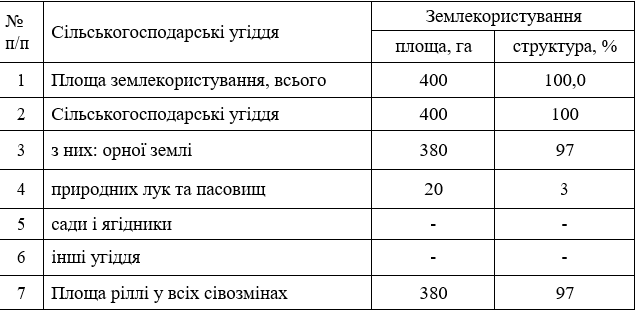 № п/п Сільськогосподарські угіддя Землекористування
площа, га структура, %
1 Площа землекористування, всього 400 100,0
2 Сільськогосподарські угіддя 400 100
3 з них: орної землі 380 97
4 природних лук та пасовищ 20 3
5 сади і ягідники - -
6 інші угіддя - -
7 Площа ріллі у всіх сівозмінах 380 97